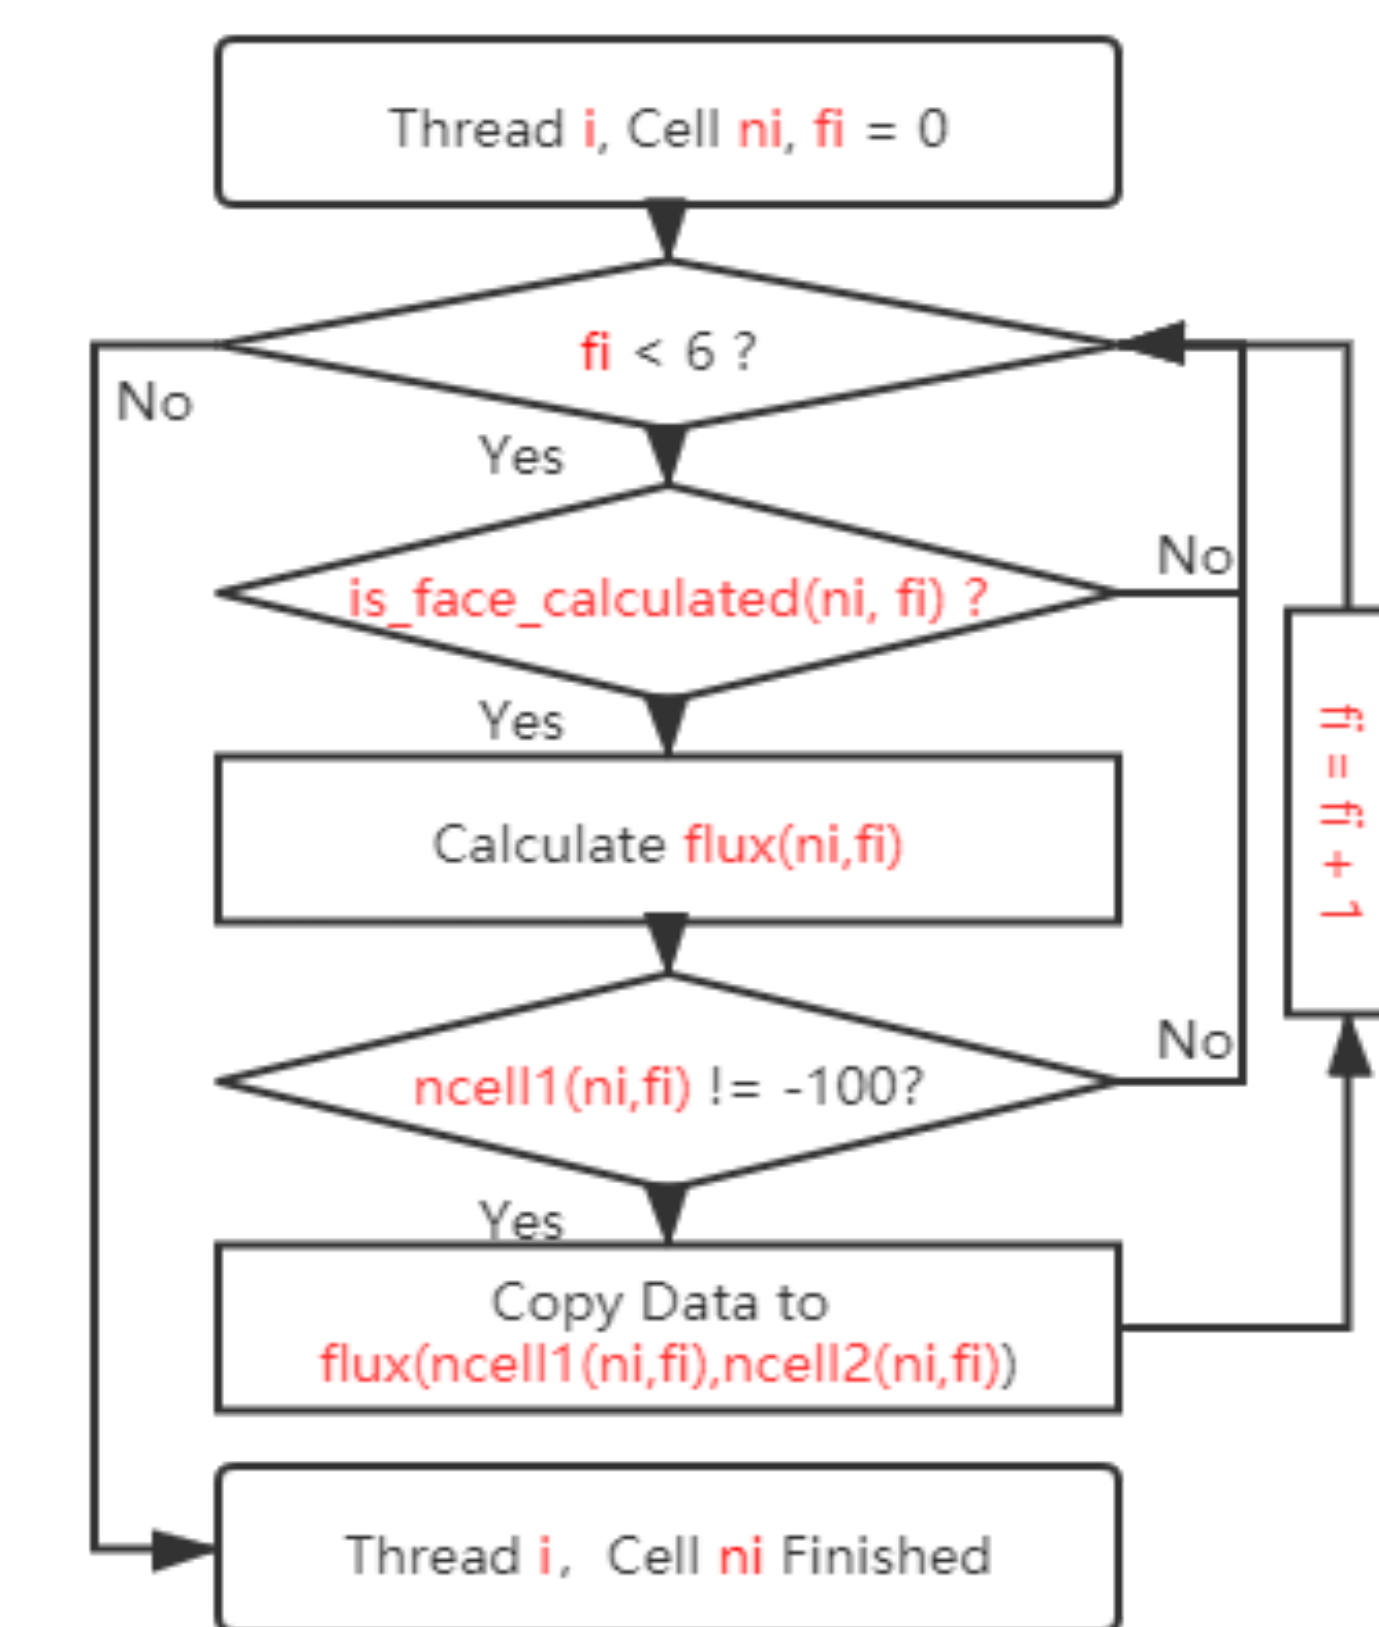 Thread i, Cell ni, fi = 0
fi < 6 ?
No
Yes
is_face_calculated(ni, fi) ?
No
Yes
Calculate flux(ni,fi)
fi = fi + 1
ncell1(ni,fi) != -100?
No
Yes
Copy Data to
flux(ncell1(ni,fi),ncell2(ni,fi))
Thread i, Cell ni Finished